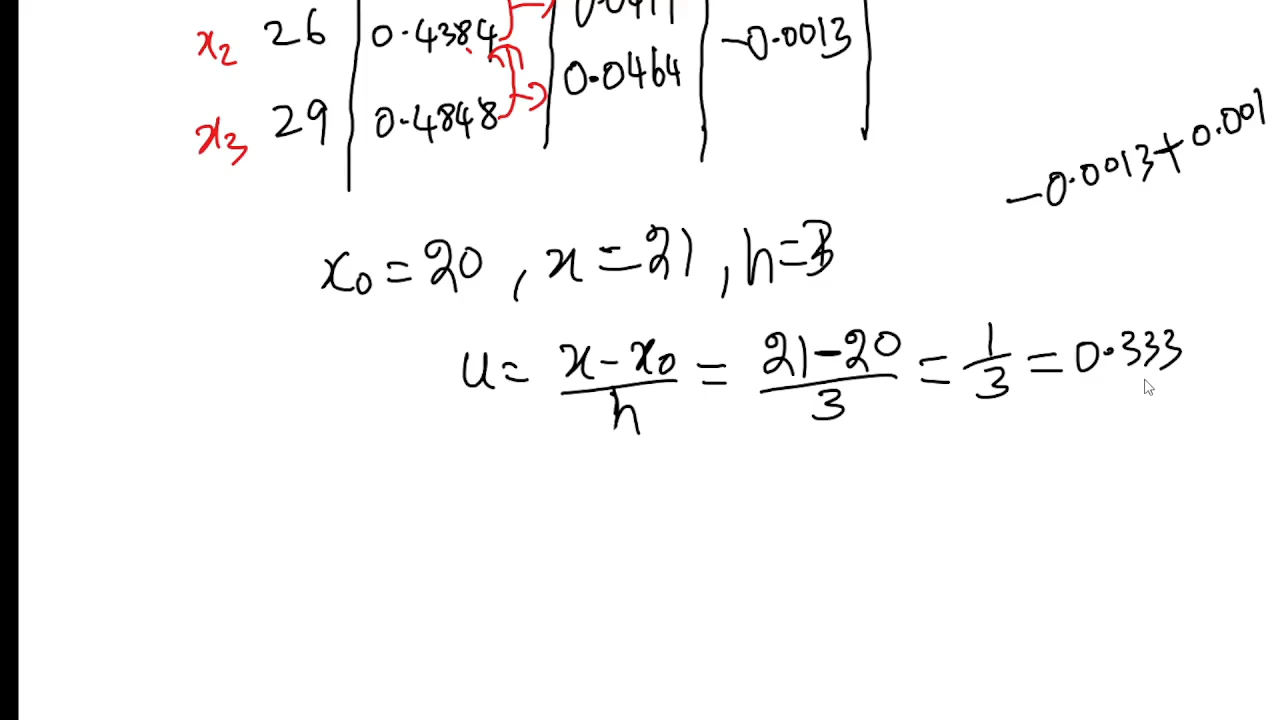 x₂ 26 0.4384 -0.0013
0.0464
x₃ 29 0.4848
-0.0013+0.001
x₀ = 20 , x = 21 , h = 3
u = x - x₀ / h = 21 - 20 / 3 = 1/3 = 0.333